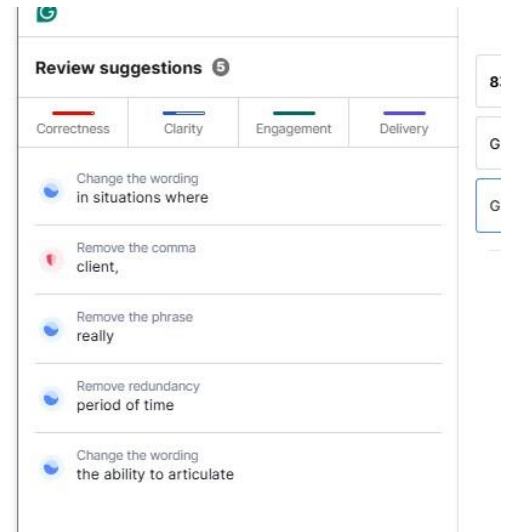 Review suggestions 5
Correctness Clarity Engagement Delivery
Change the wording
in situations where
Remove the comma
client,
Remove the phrase
really
Remove redundancy
period of time
Change the wording
the ability to articulate
G
G